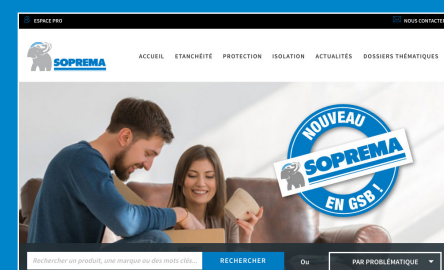 ESPACE PRO
NOUS CONTACTER
SOPREMA
ACCUEIL ETANCHÉITÉ PROTECTION ISOLATION ACTUALITÉS DOSSIERS THÉMATIQUES
NOUVEAU
SOPREMA
EN GSB !
Rechercher un produit, une marque ou des mots clés...
RECHERCHER
Ou
PAR PROBLÉMATIQUE